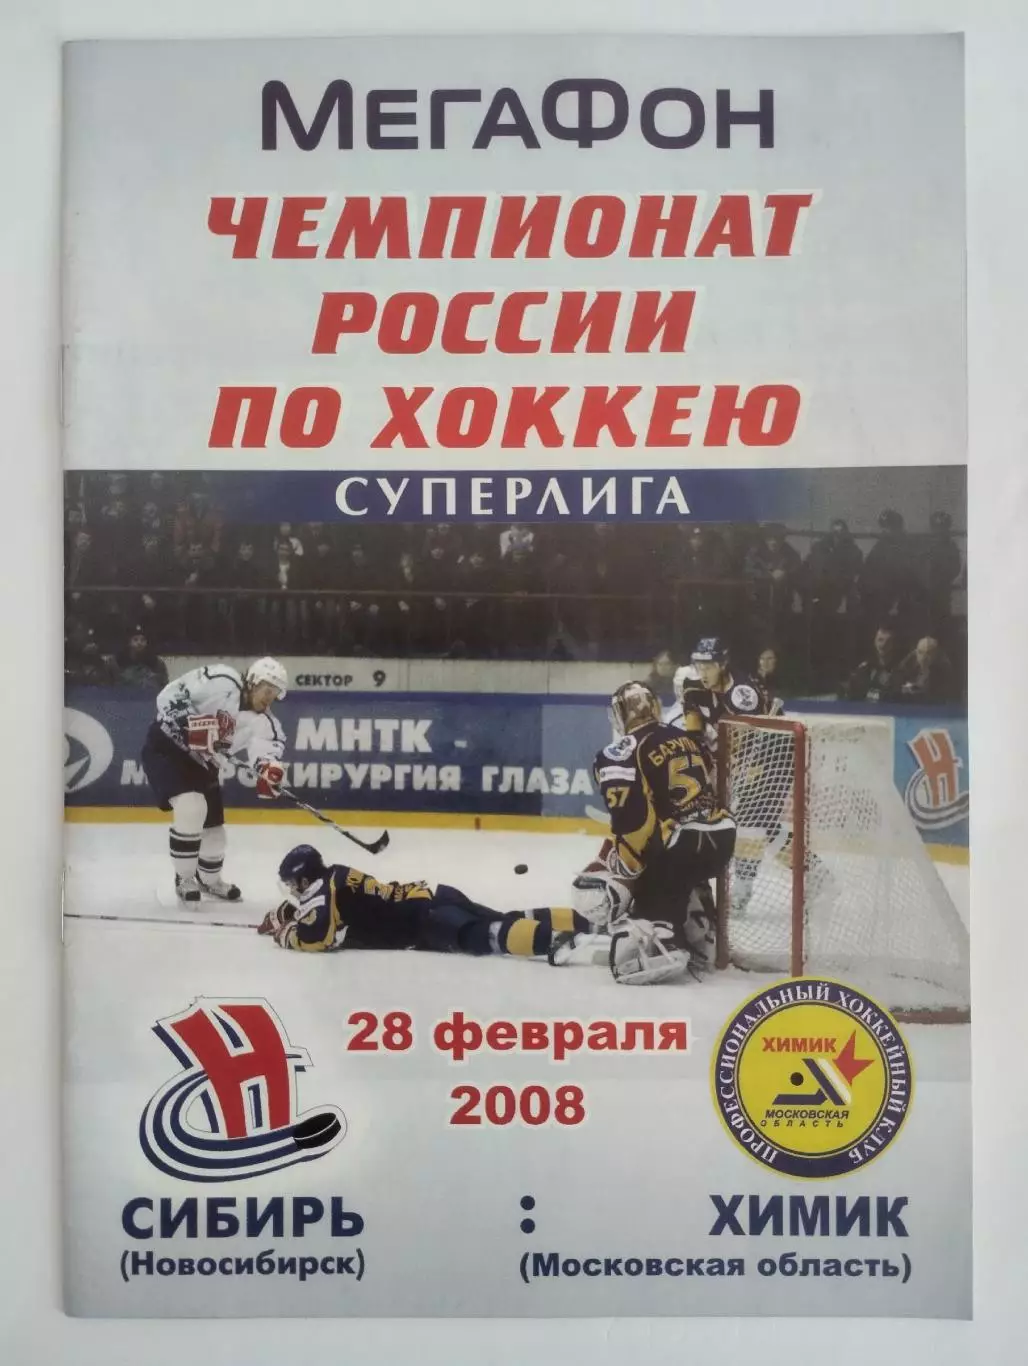 МЕГАФОН
ЧЕМПИОНАТ
РОССИИ
ПО ХОККЕЮ
СУПЕРЛИГА
СЕКТОР 9
МНТК -
МИКРОХИРУРГИЯ ГЛАЗА
БАРУЛИН
57
57
Н
28 февраля
2008
Н
ПРОФЕССИОНАЛЬНЫЙ ХОККЕЙНЫЙ КЛУБ
ХИМИК
МОСКОВСКАЯ
ОБЛАСТЬ
СИБИРЬ : ХИМИК
(Новосибирск) (Московская область)